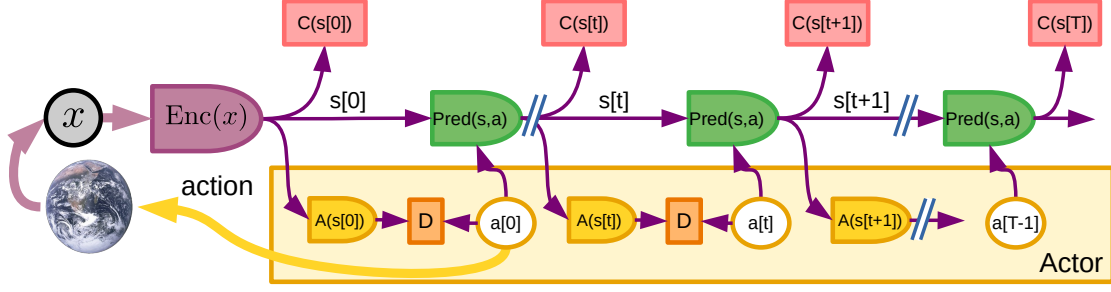 C(s[0])
C(s[t])
C(s[t+1])
C(s[T])
x
Enc(x)
s[0]
Pred(s,a)
s[t]
Pred(s,a)
s[t+1]
Pred(s,a)
action
A(s[0])
D
a[0]
A(s[t])
D
a[t]
A(s[t+1])
a[T-1]
Actor